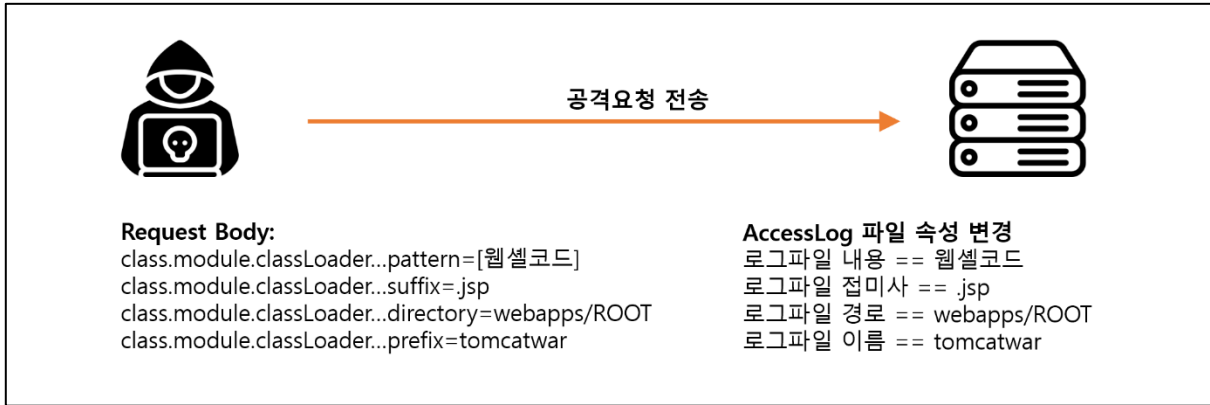 공격요청 전송
Request Body:
class.module.classLoader...pattern=[웹셸코드]
class.module.classLoader...suffix=.jsp
class.module.classLoader...directory=webapps/ROOT
class.module.classLoader...prefix=tomcatwar
AccessLog 파일 속성 변경
로그파일 내용 == 웹셸코드
로그파일 접미사 == .jsp
로그파일 경로 == webapps/ROOT
로그파일 이름 == tomcatwar